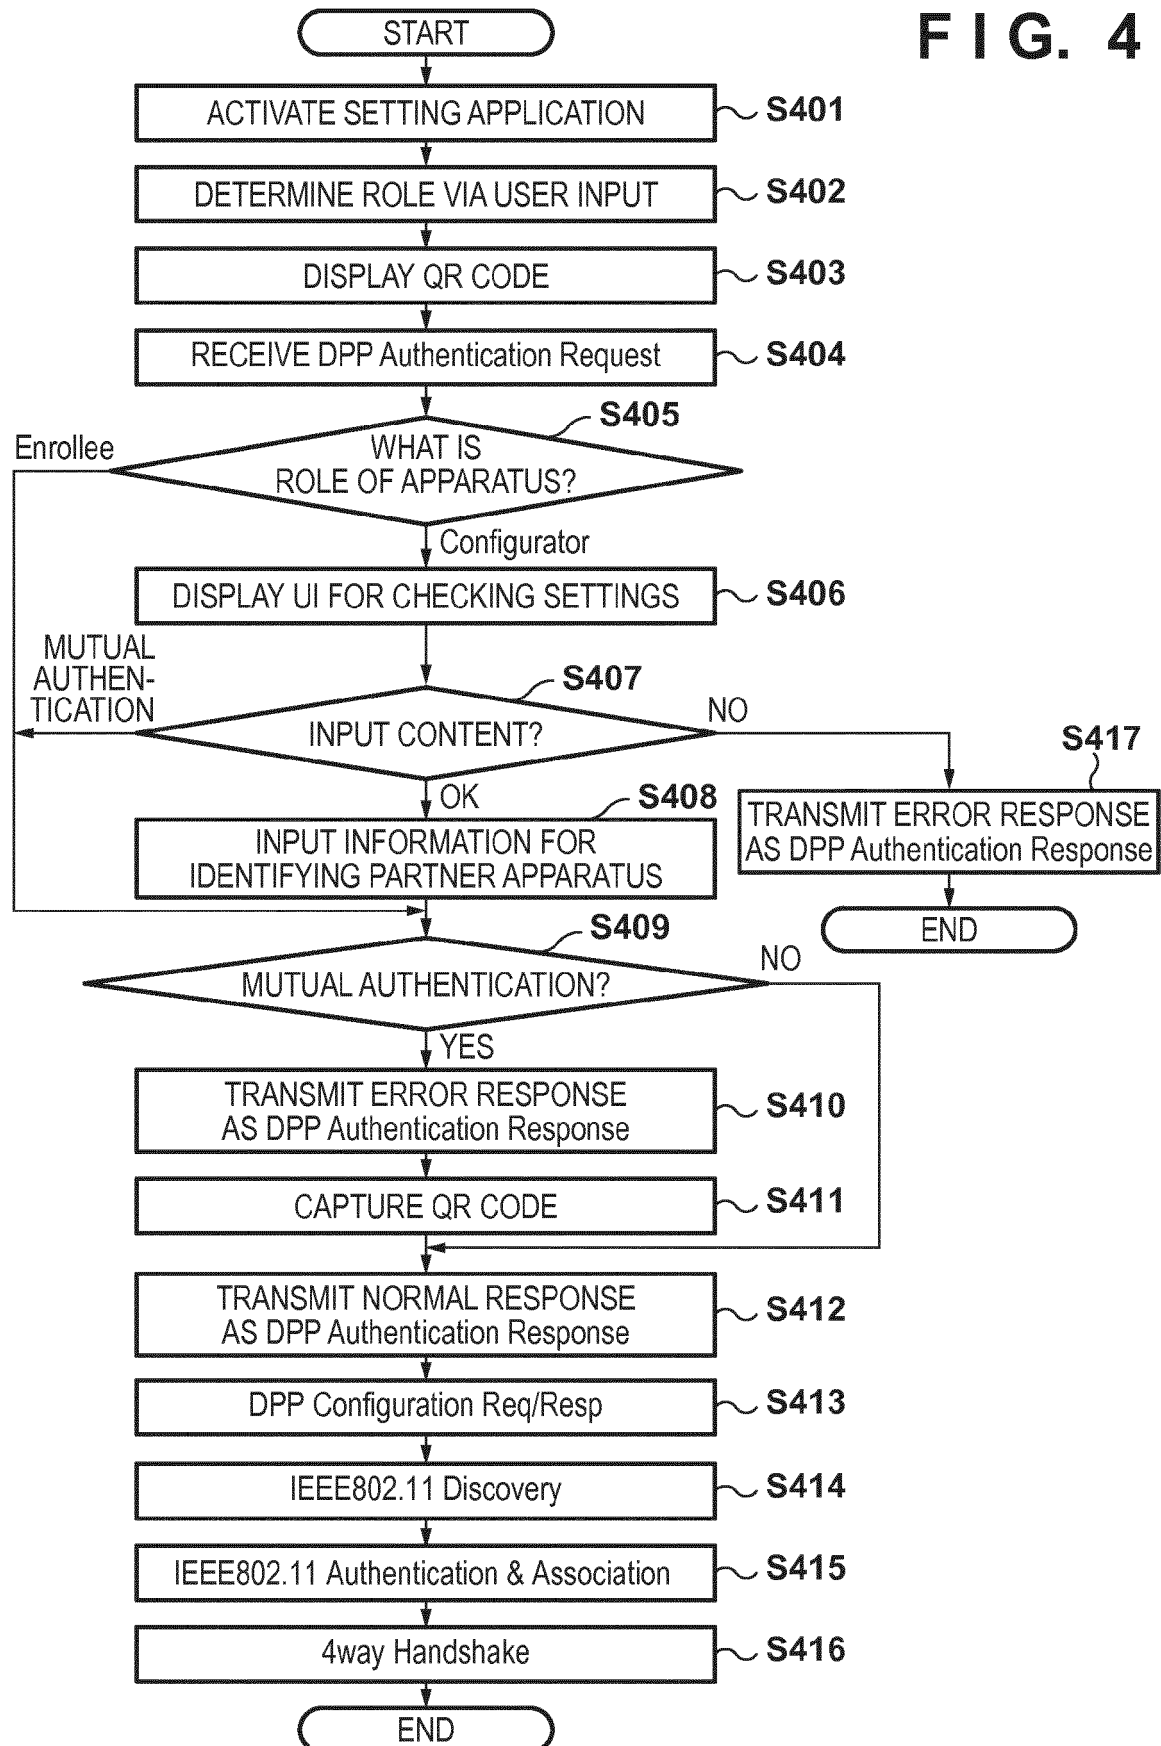 FIG. 4
START
ACTIVATE SETTING APPLICATION
S401
DETERMINE ROLE VIA USER INPUT
S402
DISPLAY QR CODE
S403
RECEIVE DPP Authentication Request
S404
S405
Enrollee
WHAT IS
ROLE OF APPARATUS?
Configurator
DISPLAY UI FOR CHECKING SETTINGS
S406
MUTUAL
AUTHEN-
TICATION
S407
INPUT CONTENT?
NO
S417
TRANSMIT ERROR RESPONSE
AS DPP Authentication Response
END
OK
S408
INPUT INFORMATION FOR
IDENTIFYING PARTNER APPARATUS
S409
MUTUAL AUTHENTICATION?
NO
YES
TRANSMIT ERROR RESPONSE
AS DPP Authentication Response
S410
CAPTURE QR CODE
S411
TRANSMIT NORMAL RESPONSE
AS DPP Authentication Response
S412
DPP Configuration Req/Resp
S413
IEEE802.11 Discovery
S414
IEEE802.11 Authentication & Association
S415
4way Handshake
S416
END